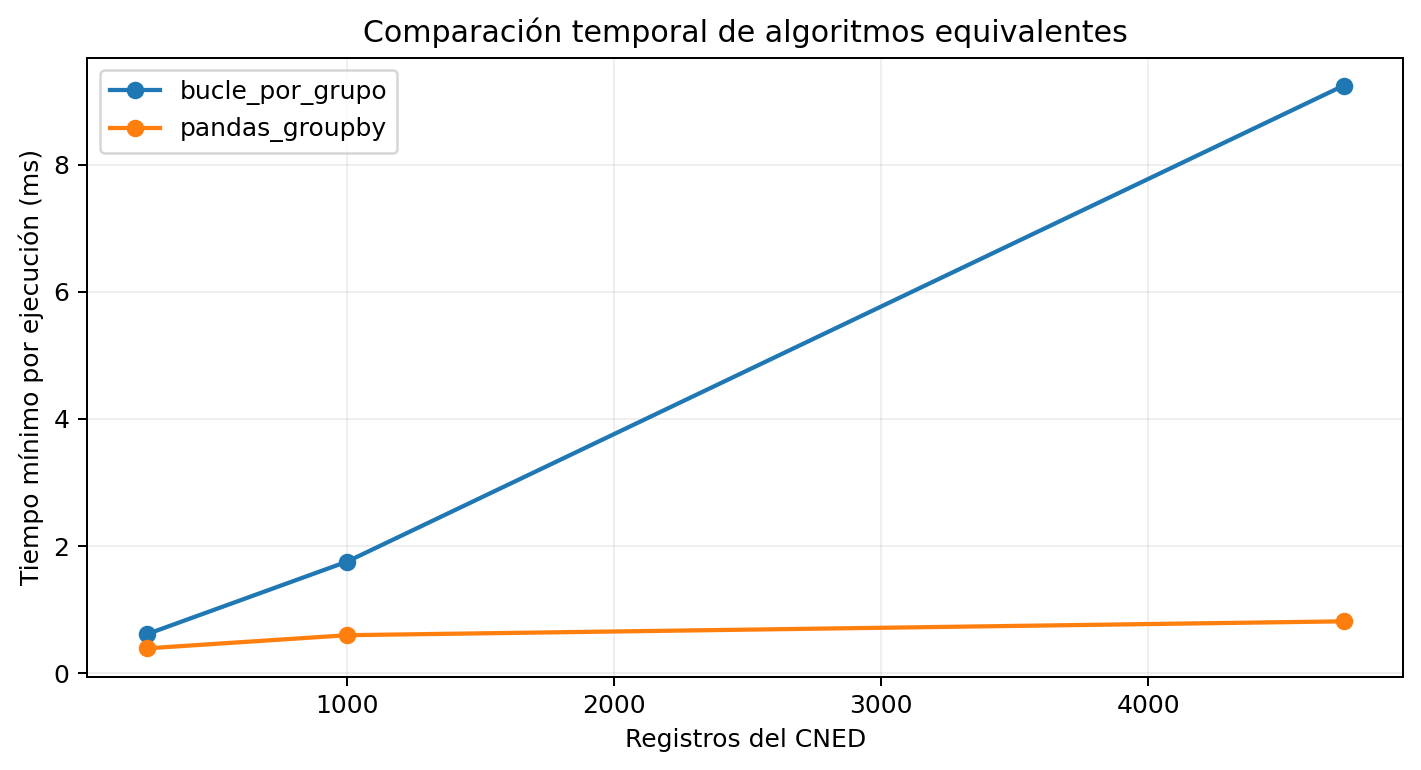 Comparación temporal de algoritmos equivalentes
bucle_por_grupo
pandas_groupby
Tiempo mínimo por ejecución (ms)
8
6
4
2
0
1000 2000 3000 4000
Registros del CNED